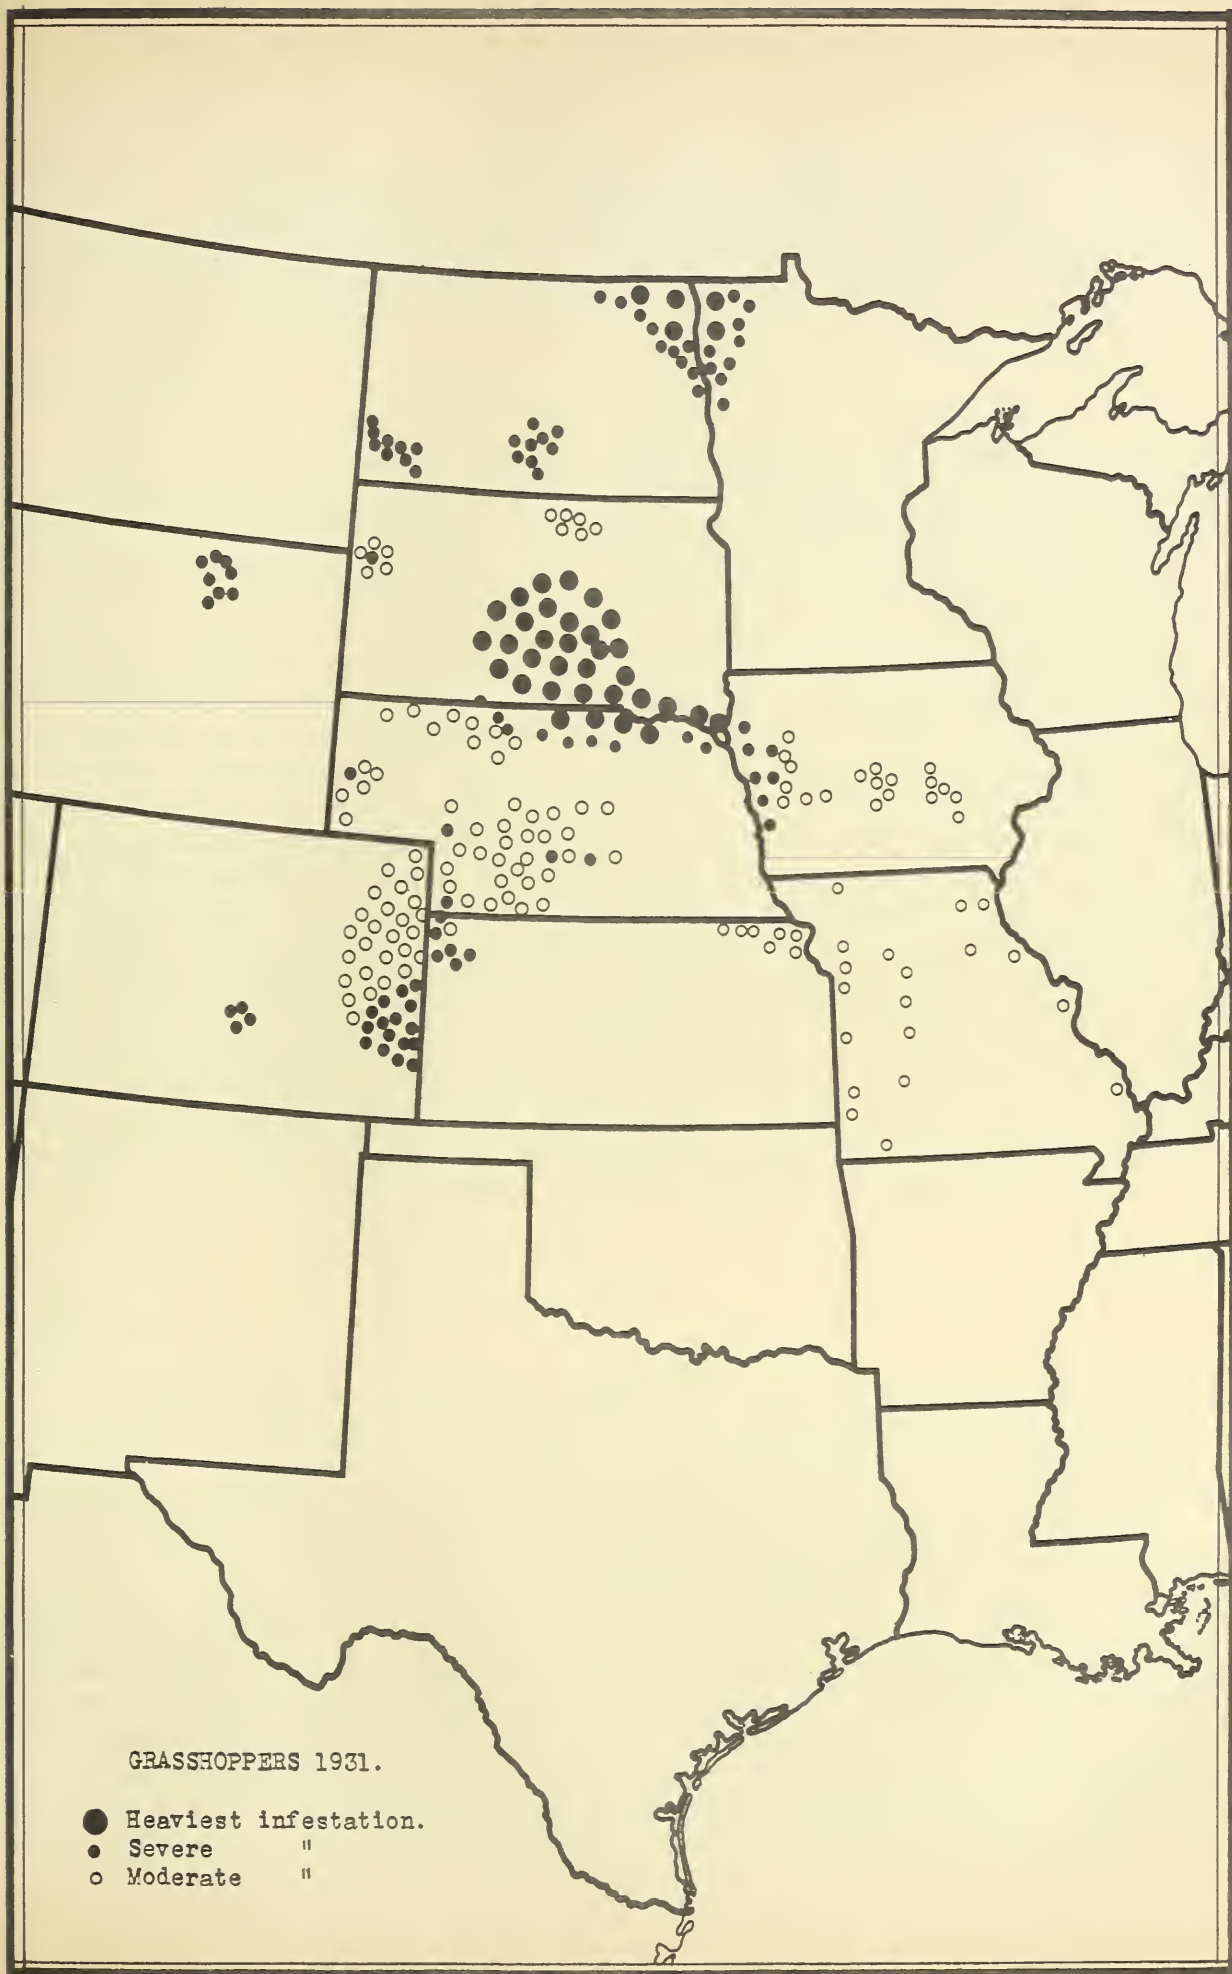 GRASSHOPPERS 1931.
Heaviest infestation.
Severe "
Moderate "